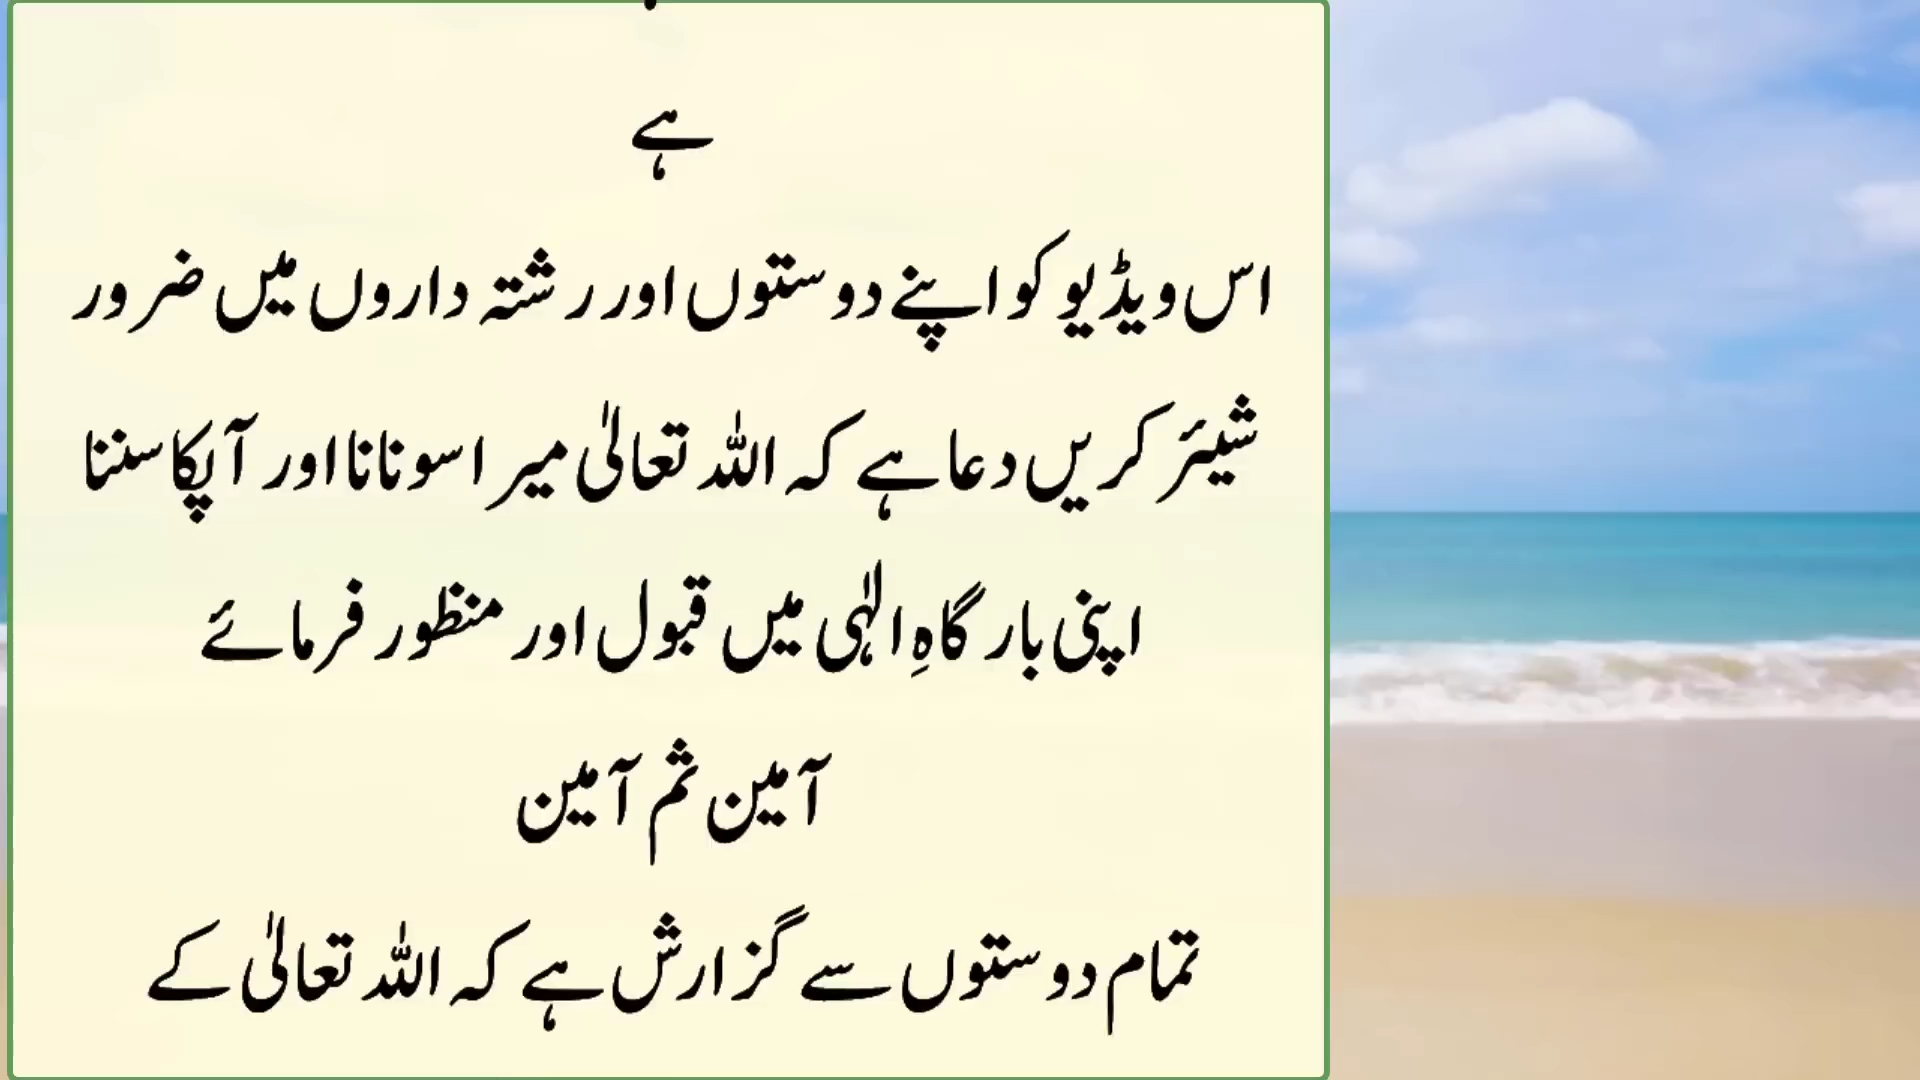 ہے
اس ویڈیو کو اپنے دوستوں اور رشتہ داروں میں ضرور
شیئر کریں دعا ہے کہ اللہ تعالیٰ میرا سونانا اور آپکا سننا
اپنی بارگاہِ الٰہی میں قبول اور منظور فرمائے
آمین ثم آمین
تمام دوستوں سے گزارش ہے کہ اللہ تعالیٰ کے